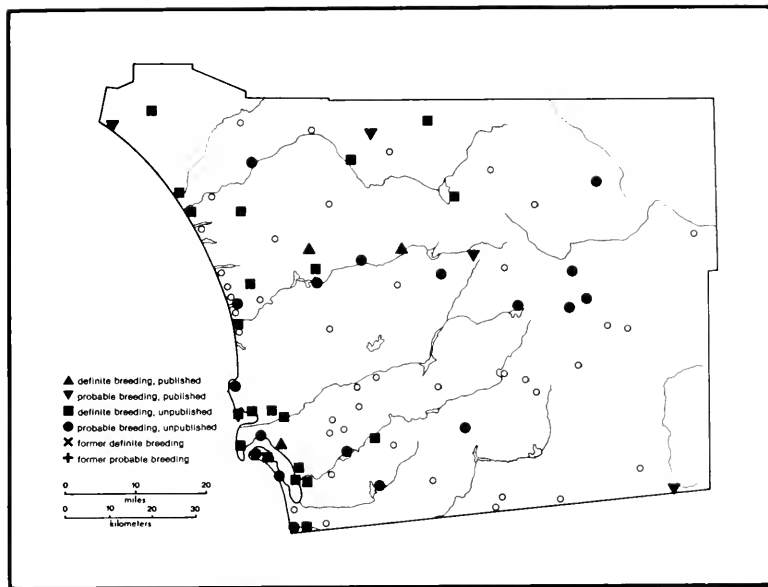 definite breeding, published
probable breeding, published
definite breeding, unpublished
probable breeding, unpublished
former definite breeding
former probable breeding
0 10 20
miles
0 10 20 30
kilometers